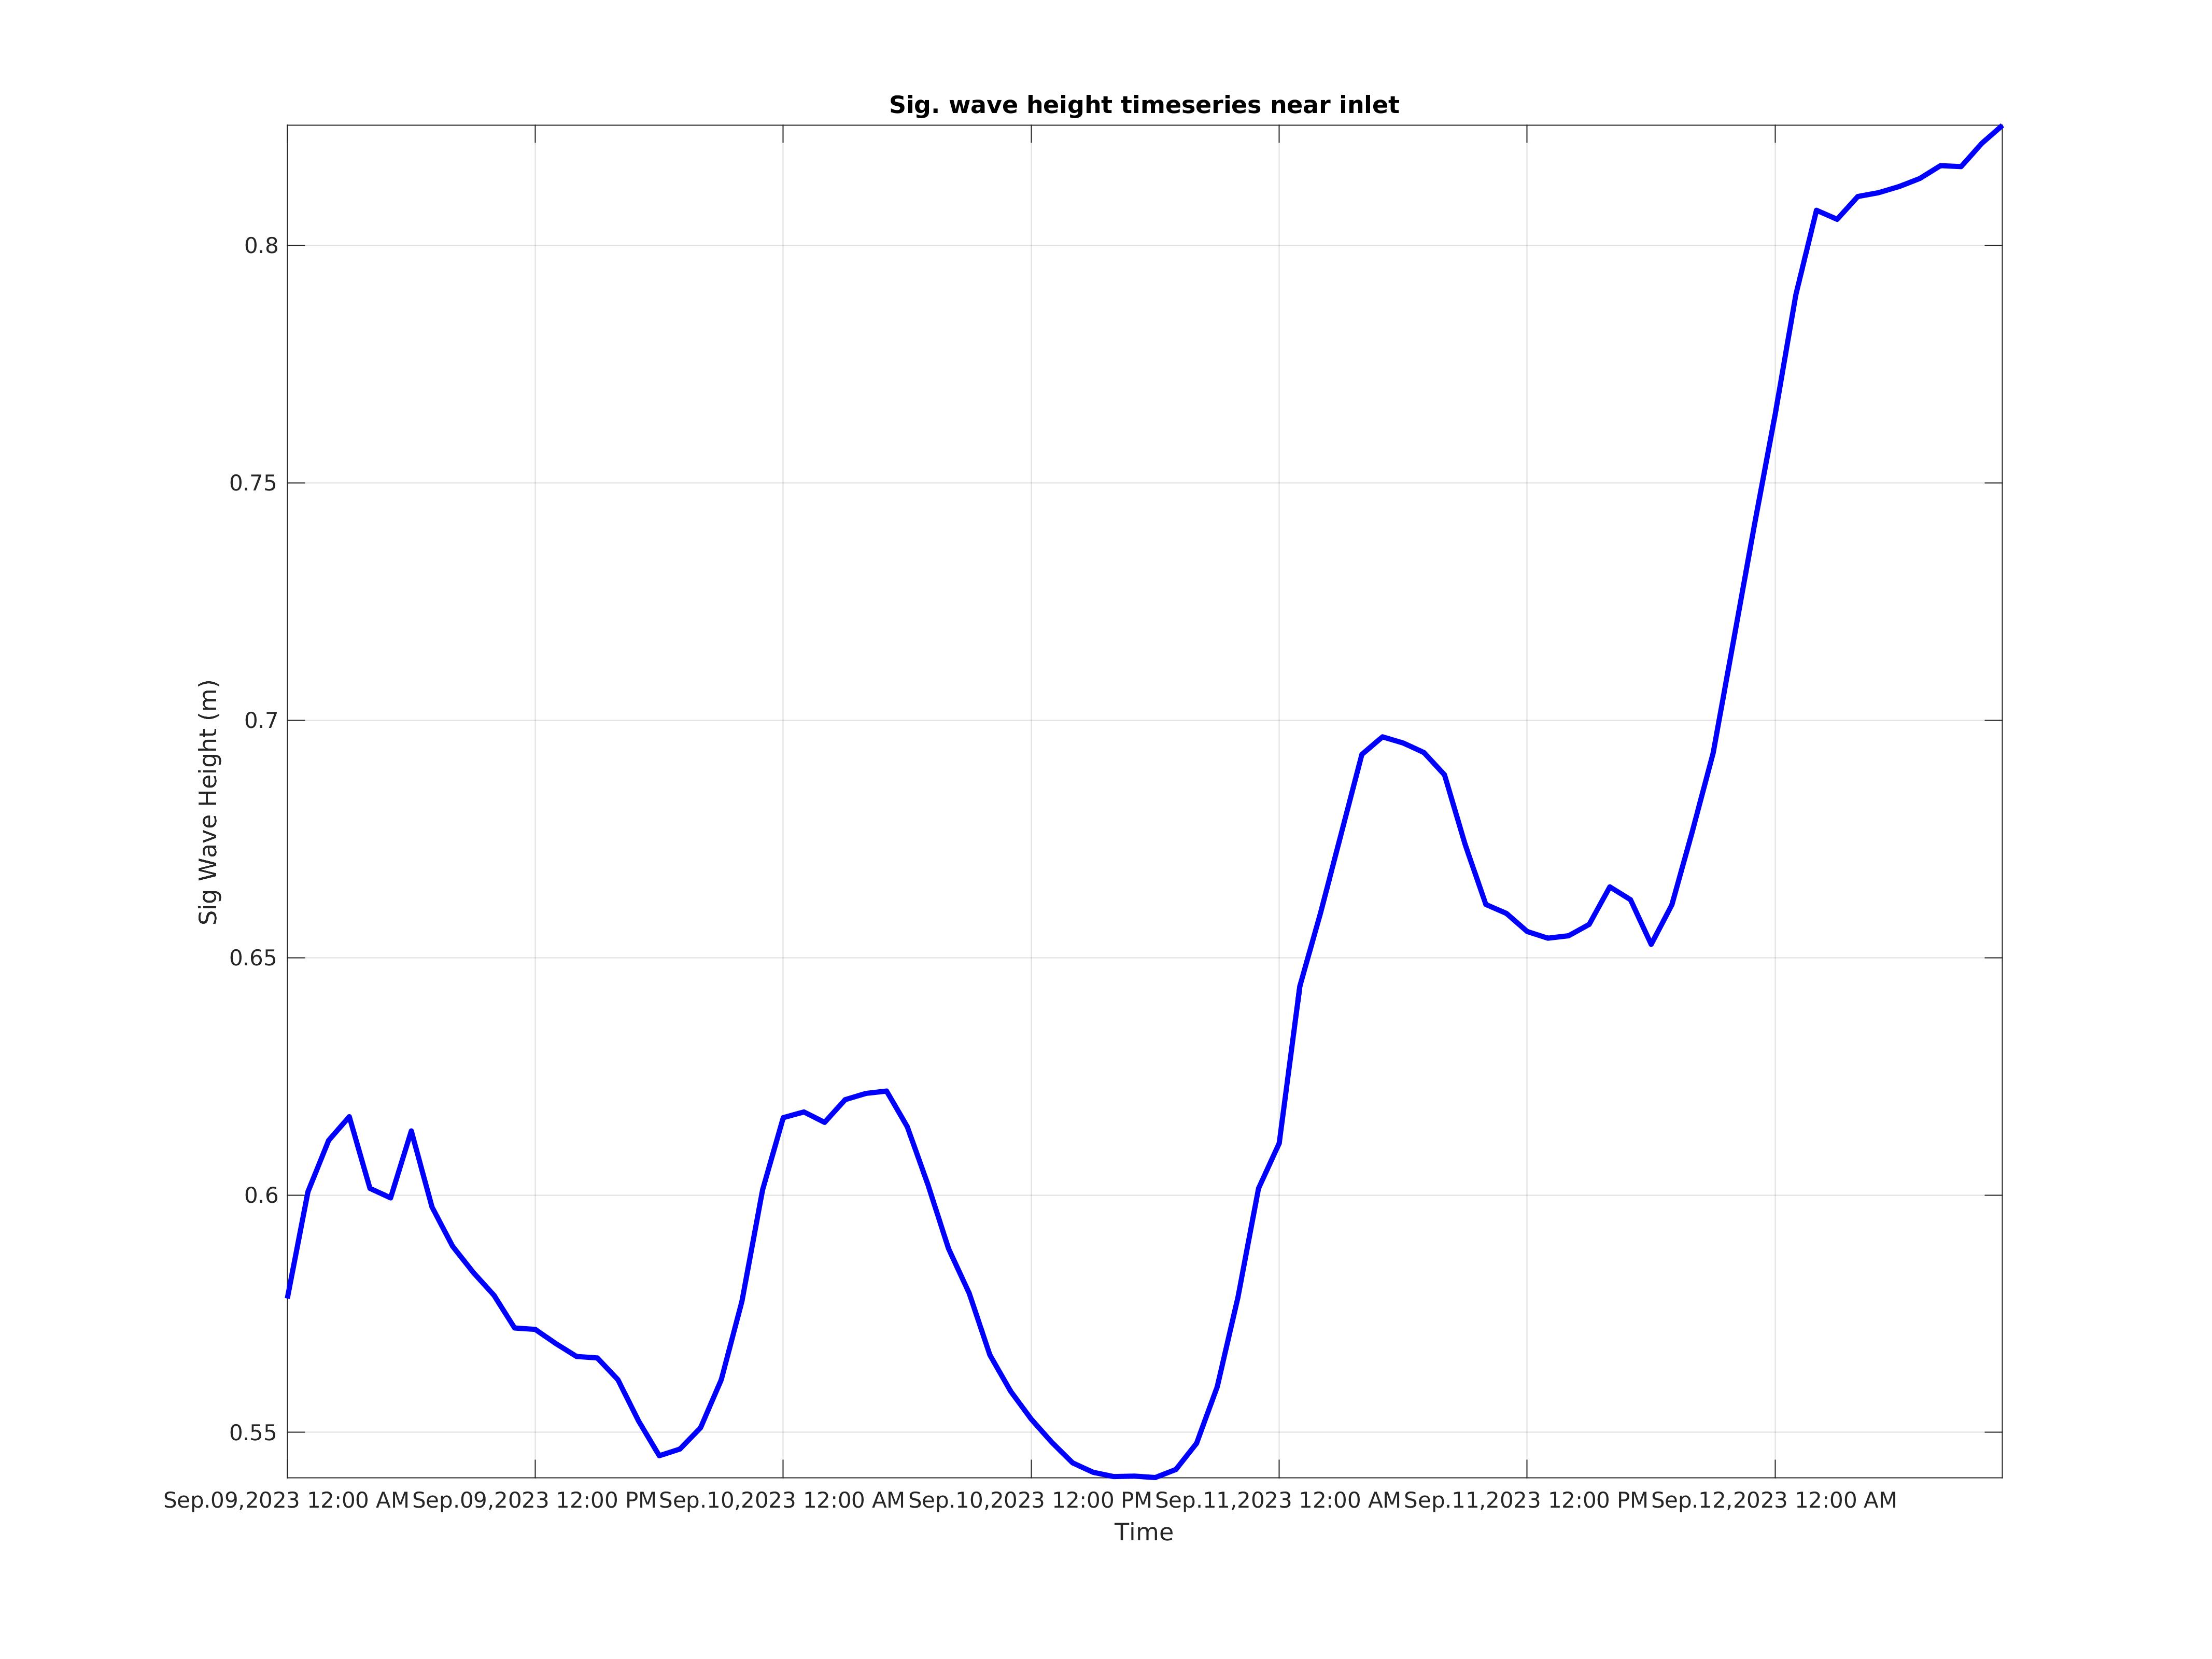 Sig. wave height timeseries near inlet
0.8
0.75
0.7
0.65
0.6
0.55
Sig Wave Height (m)
Sep.09,2023 12:00 AM Sep.09,2023 12:00 PM Sep.10,2023 12:00 AM Sep.10,2023 12:00 PM Sep.11,2023 12:00 AM Sep.11,2023 12:00 PM Sep.12,2023 12:00 AM
Time